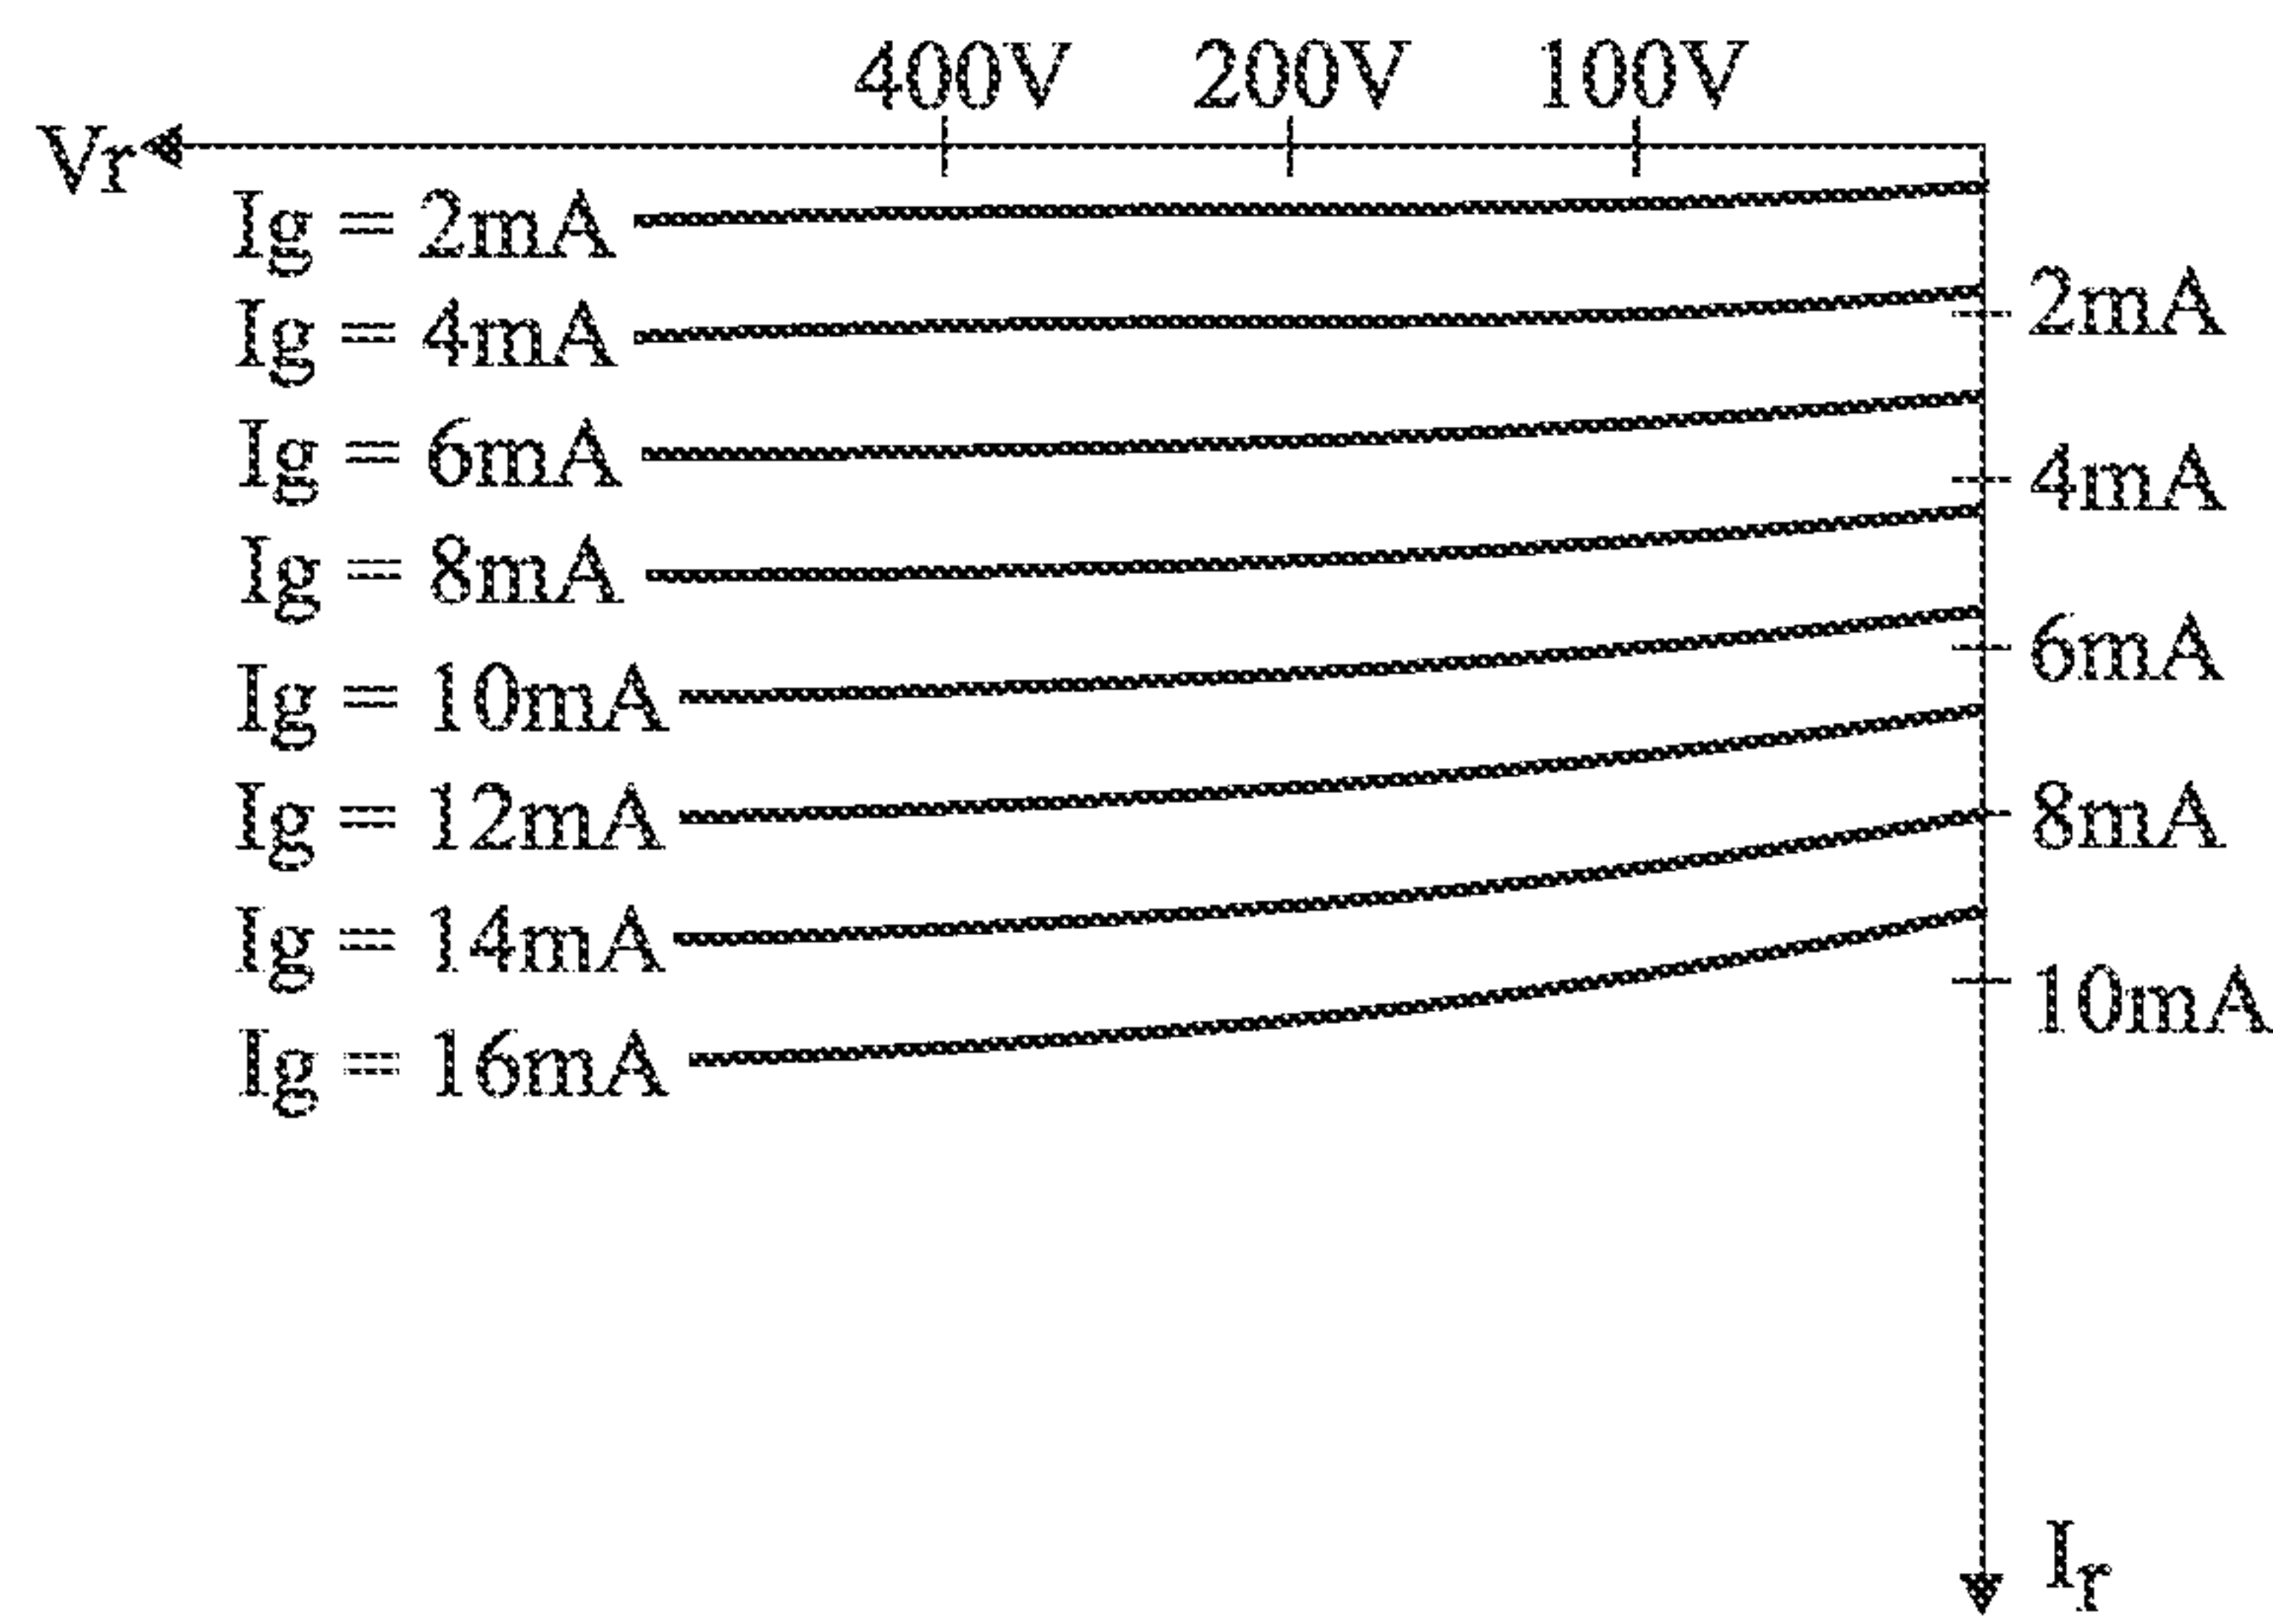 400V 200V 100V
Vr
Ig = 2mA
2mA
Ig = 4mA
Ig = 6mA
4mA
Ig = 8mA
6mA
Ig = 10mA
Ig = 12mA
8mA
Ig = 14mA
10mA
Ig = 16mA
Ir